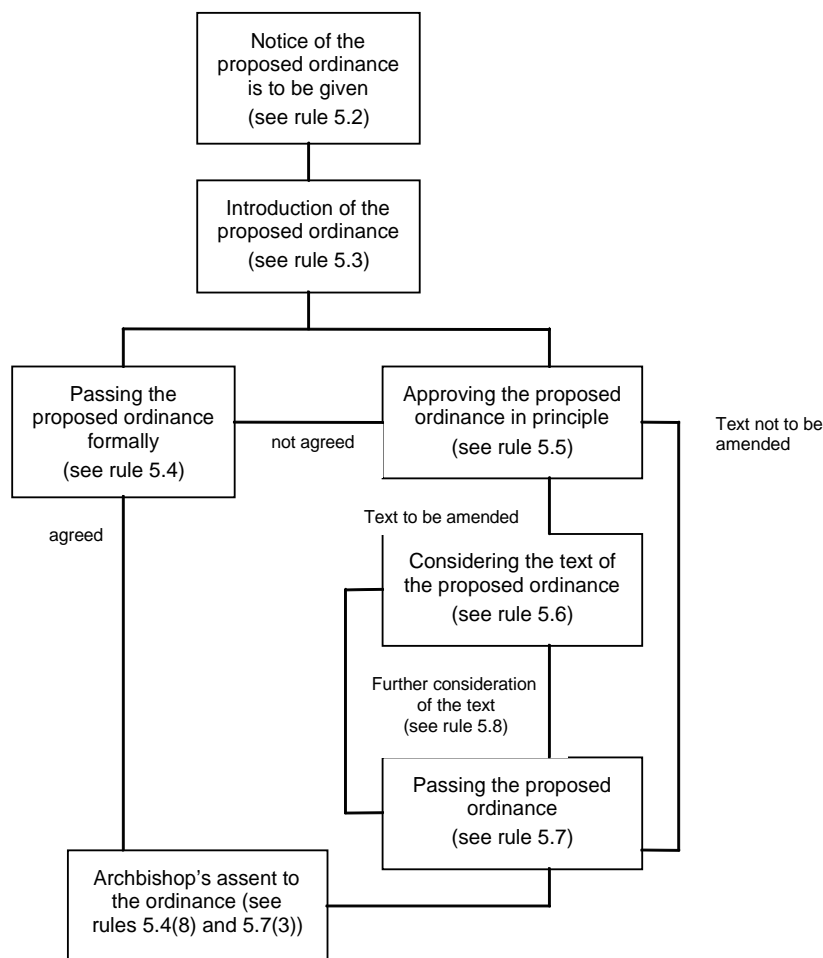 Notice of the
proposed ordinance
is to be given
(see rule 5.2)
Introduction of the
proposed ordinance
(see rule 5.3)
Passing the
proposed ordinance
formally
(see rule 5.4)
not agreed
Approving the proposed
ordinance in principle
(see rule 5.5)
Text not to be
amended
agreed
Text to be amended
Considering the text of
the proposed ordinance
(see rule 5.6)
Further consideration
of the text
(see rule 5.8)
Passing the proposed
ordinance
(see rule 5.7)
Archbishop’s assent to
the ordinance (see
rules 5.4(8) and 5.7(3))